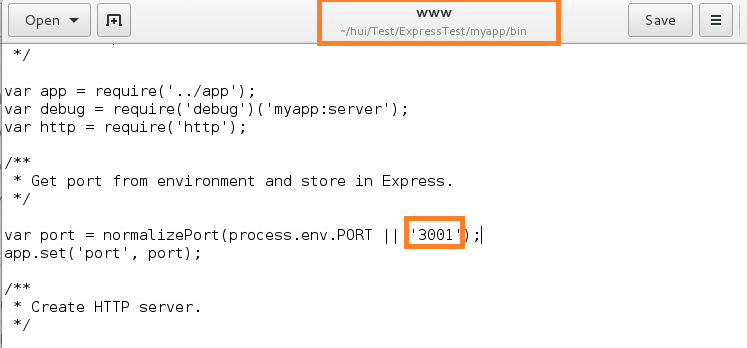 Open
www
~/hui/Test/ExpressTest/myapp/bin
Save
*/
var app = require('../app');
var debug = require('debug')('myapp:server');
var http = require('http');
/**
* Get port from environment and store in Express.
*/
var port = normalizePort(process.env.PORT || '3001');
app.set('port', port);
/**
* Create HTTP server.
*/